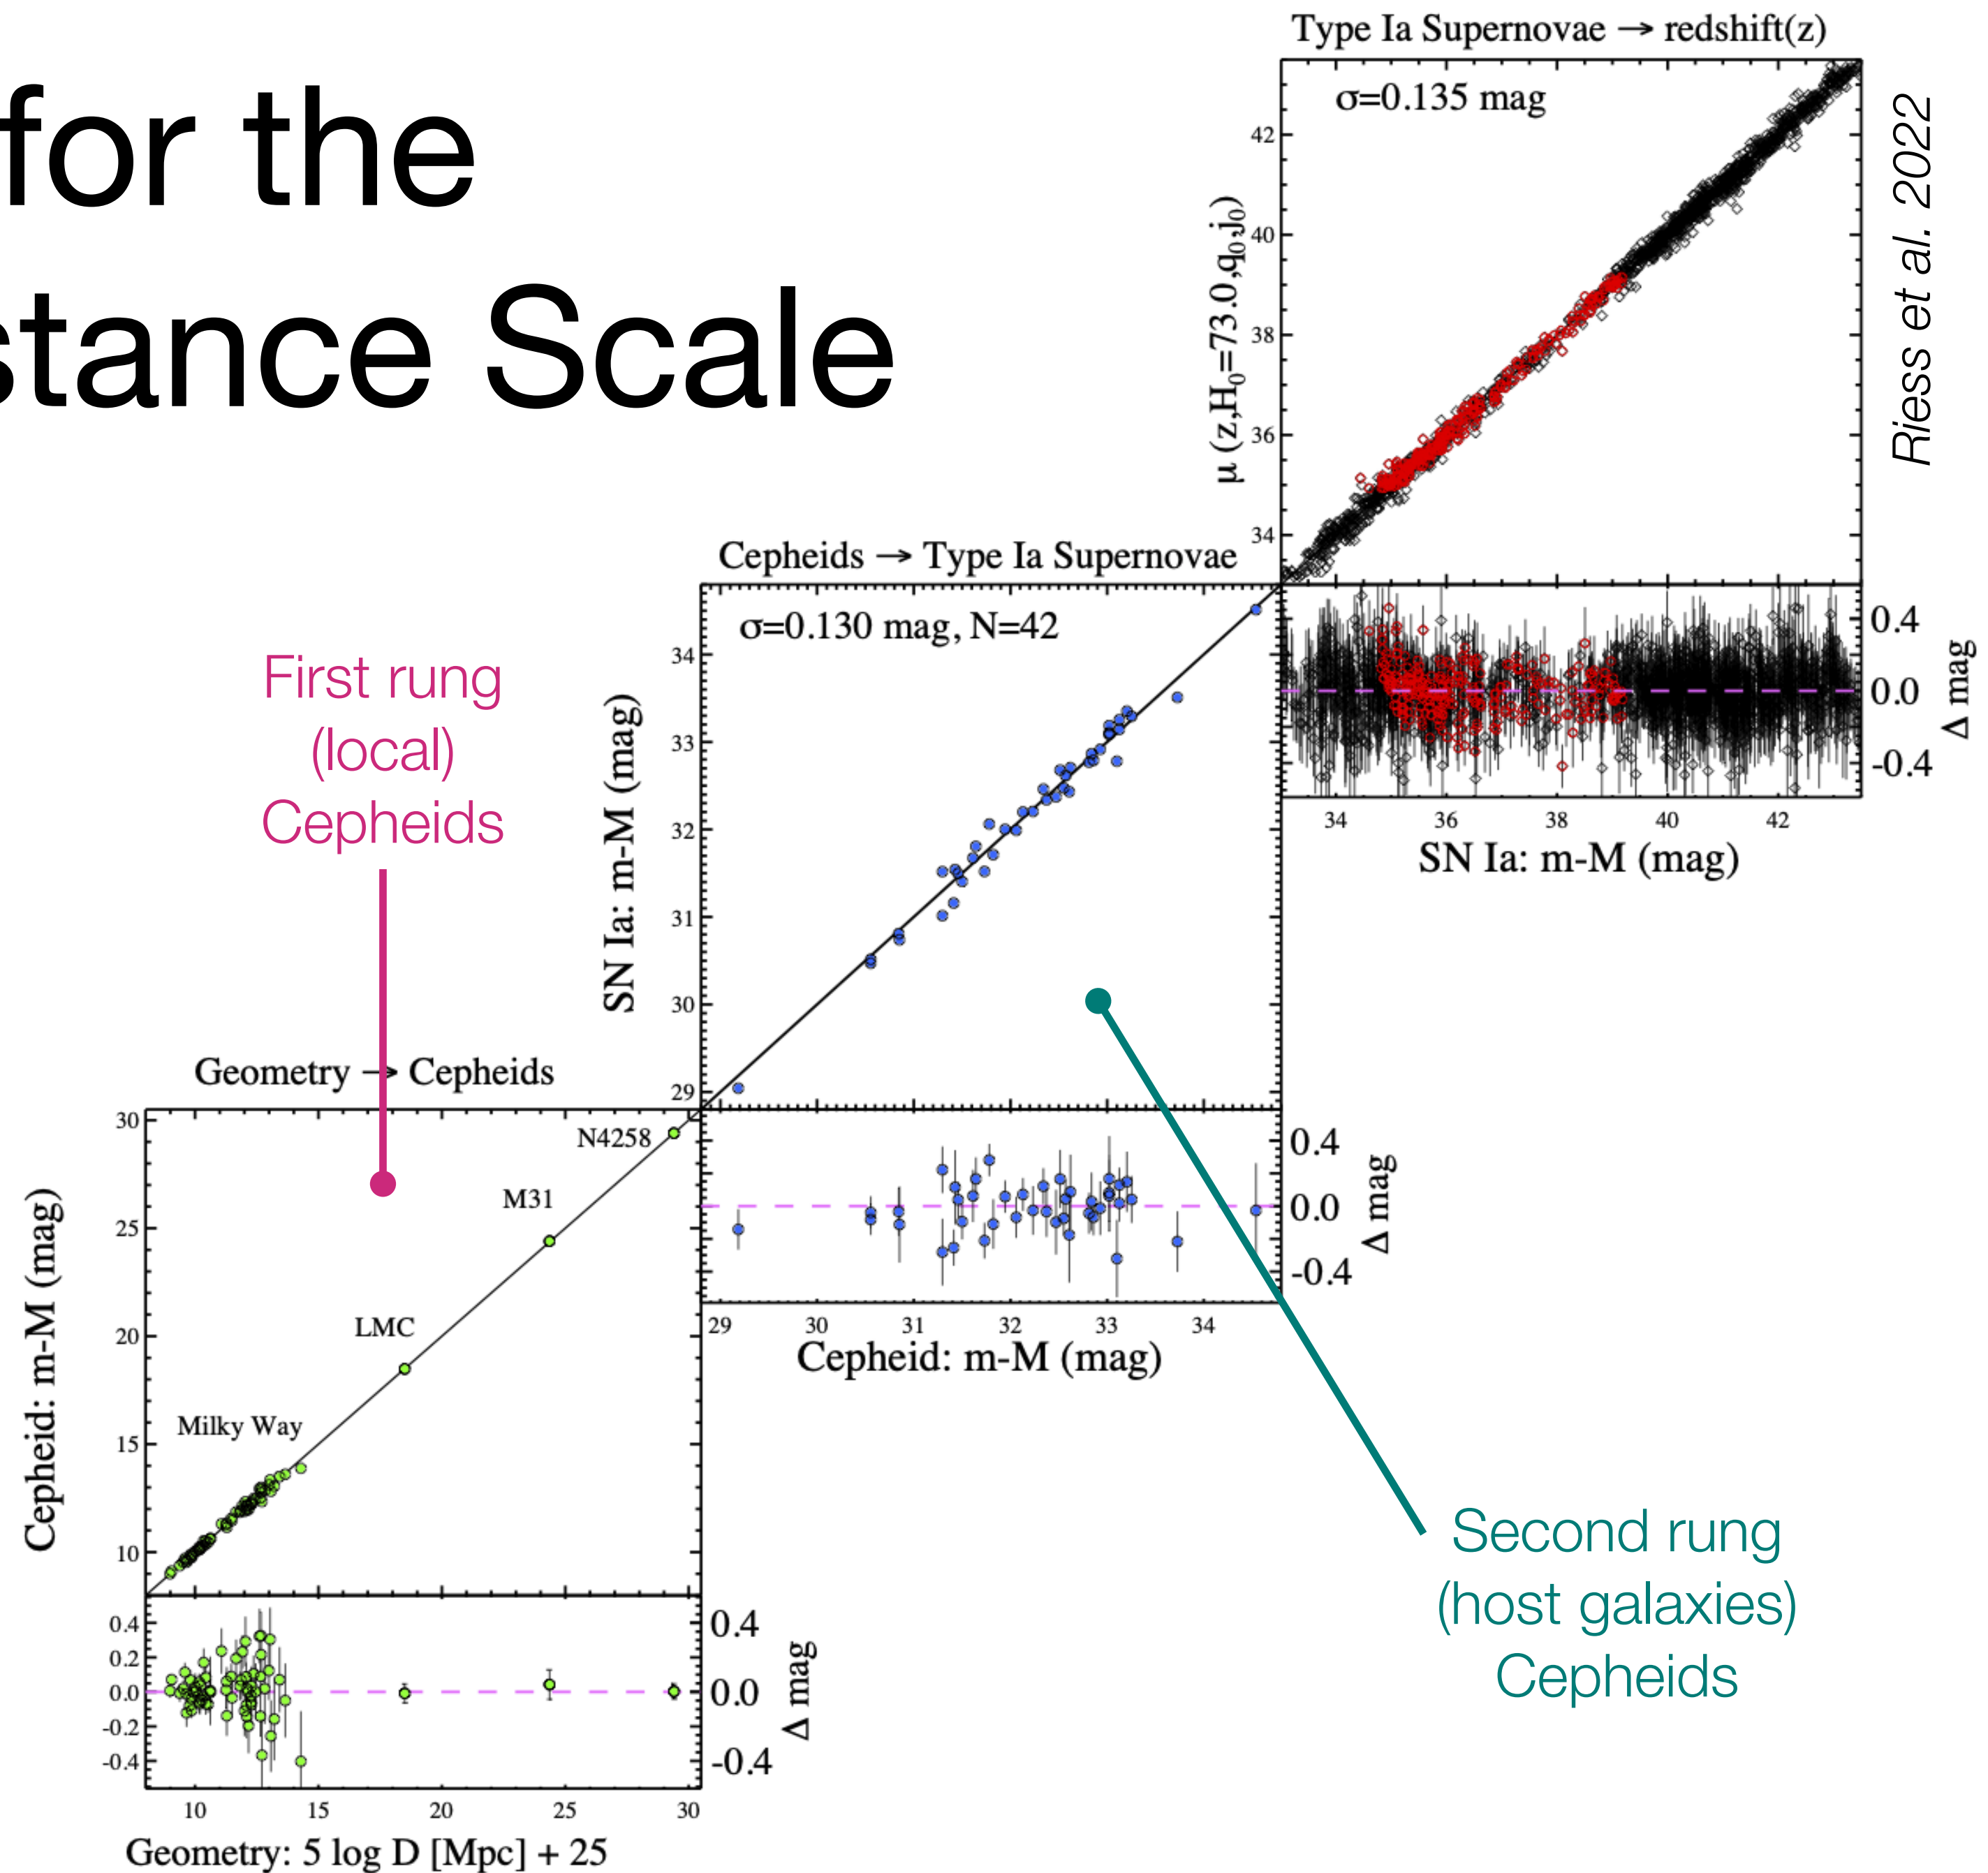 for the
stance Scale
Type Ia Supernovae → redshift(z)
σ=0.135 mag
42
40
38
36
34
μ (z,H₀=73.0,q₀,j₀)
Riess et al. 2022
0.4
0.0
-0.4
Δ mag
34 36 38 40 42
SN Ia: m-M (mag)
Cepheids → Type Ia Supernovae
σ=0.130 mag, N=42
34
33
32
31
30
29
SN Ia: m-M (mag)
0.4
0.0
-0.4
Δ mag
29 30 31 32 33 34
Cepheid: m-M (mag)
First rung
(local)
Cepheids
Geometry → Cepheids
30
25
20
15
10
Cepheid: m-M (mag)
N4258
M31
LMC
Milky Way
0.4
0.2
0.0
-0.2
-0.4
0.4
0.0
-0.4
Δ mag
10 15 20 25 30
Geometry: 5 log D [Mpc] + 25
Second rung
(host galaxies)
Cepheids